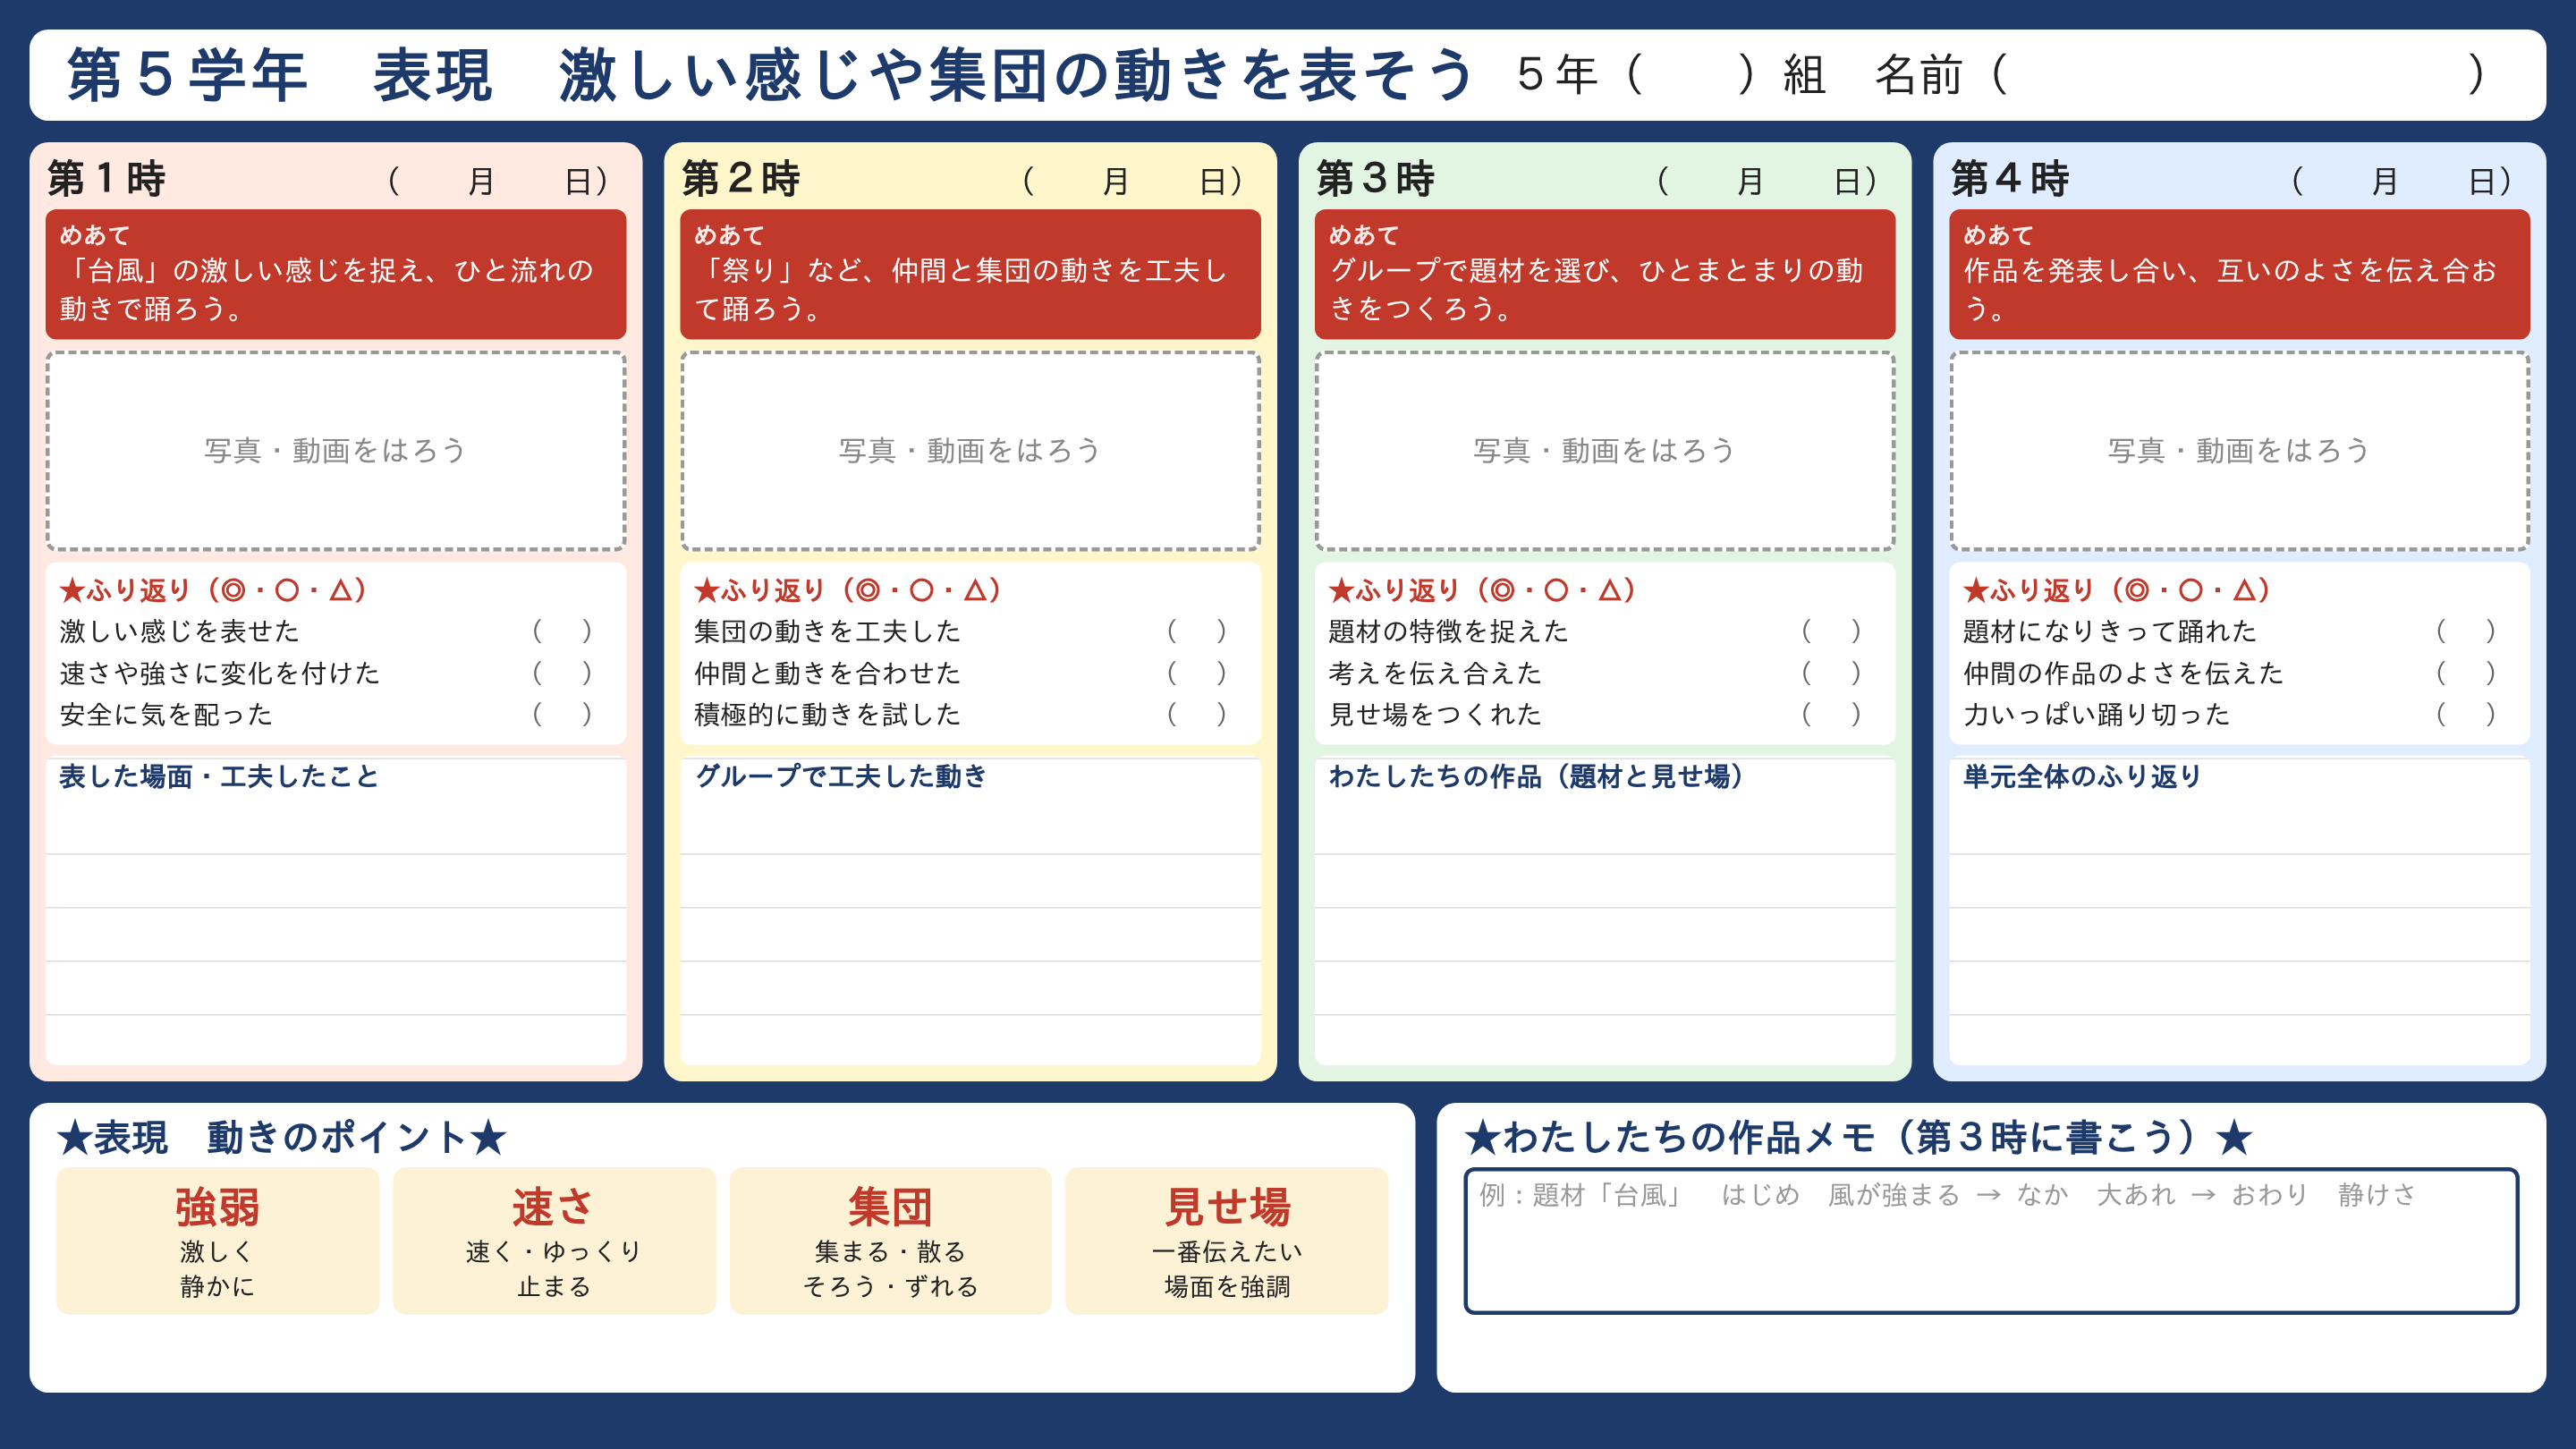 第５学年　表現　激しい感じや集団の動きを表そう　５年（　　）組　名前（　　　　　　　　　　）
第１時　（　　月　　日）
めあて
「台風」の激しい感じを捉え、ひと流れの
動きで踊ろう。
写真・動画をはろう
★ふり返り（◎・○・△）
激しい感じを表せた　（　）
速さや強さに変化を付けた　（　）
安全に気を配った　（　）
表した場面・工夫したこと
第２時　（　　月　　日）
めあて
「祭り」など、仲間と集団の動きを工夫し
て踊ろう。
写真・動画をはろう
★ふり返り（◎・○・△）
集団の動きを工夫した　（　）
仲間と動きを合わせた　（　）
積極的に動きを試した　（　）
グループで工夫した動き
第３時　（　　月　　日）
めあて
グループで題材を選び、ひとまとまりの動
きをつくろう。
写真・動画をはろう
★ふり返り（◎・○・△）
題材の特徴を捉えた　（　）
考えを伝え合えた　（　）
見せ場をつくれた　（　）
わたしたちの作品（題材と見せ場）
第４時　（　　月　　日）
めあて
作品を発表し合い、互いのよさを伝え合お
う。
写真・動画をはろう
★ふり返り（◎・○・△）
題材になりきって踊れた　（　）
仲間の作品のよさを伝えた　（　）
力いっぱい踊り切った　（　）
単元全体のふり返り
★表現　動きのポイント★
強弱
激しく
静かに
速さ
速く・ゆっくり
止まる
集団
集まる・散る
そろう・ずれる
見せ場
一番伝えたい
場面を強調
★わたしたちの作品メモ（第３時に書こう）★
例：題材「台風」　はじめ　風が強まる → なか　大あれ → おわり　静けさ